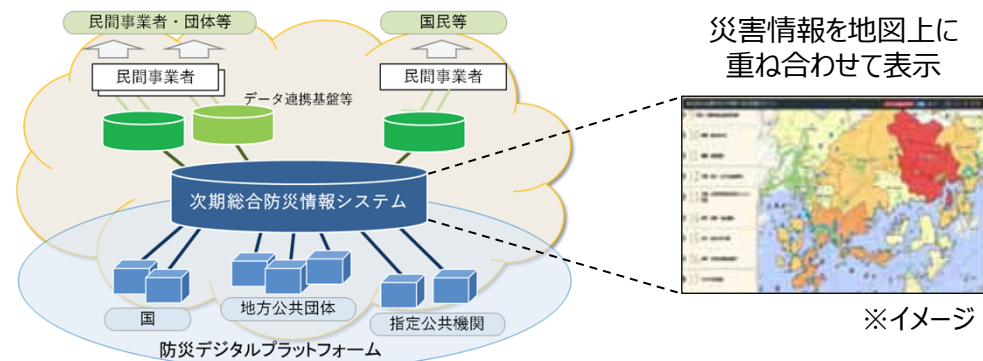 民間事業者・団体等
国民等
民間事業者
民間事業者
データ連携基盤等
次期総合防災情報システム
国
地方公共団体
指定公共機関
防災デジタルプラットフォーム
災害情報を地図上に
重ね合わせて表示
※イメージ